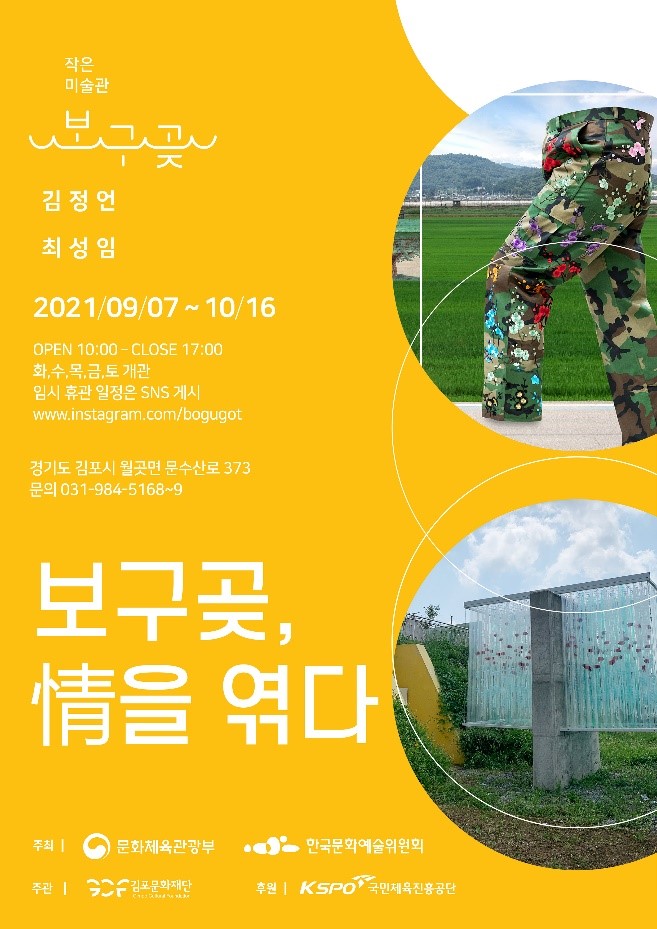 작은
미술관
보구곶
김정언
최성임
2021/09/07 ~ 10/16
OPEN 10:00 - CLOSE 17:00
화,수,목,금,토 개관
임시 휴관 일정은 SNS 게시
www.instagram.com/bogugot
경기도 김포시 월곶면 문수산로 373
문의 031-984-5168~9
보구곶,
情을 엮다
주최 | 문화체육관광부 한국문화예술위원회
주관 | GCF 김포문화재단 후원 | KSPO 국민체육진흥공단